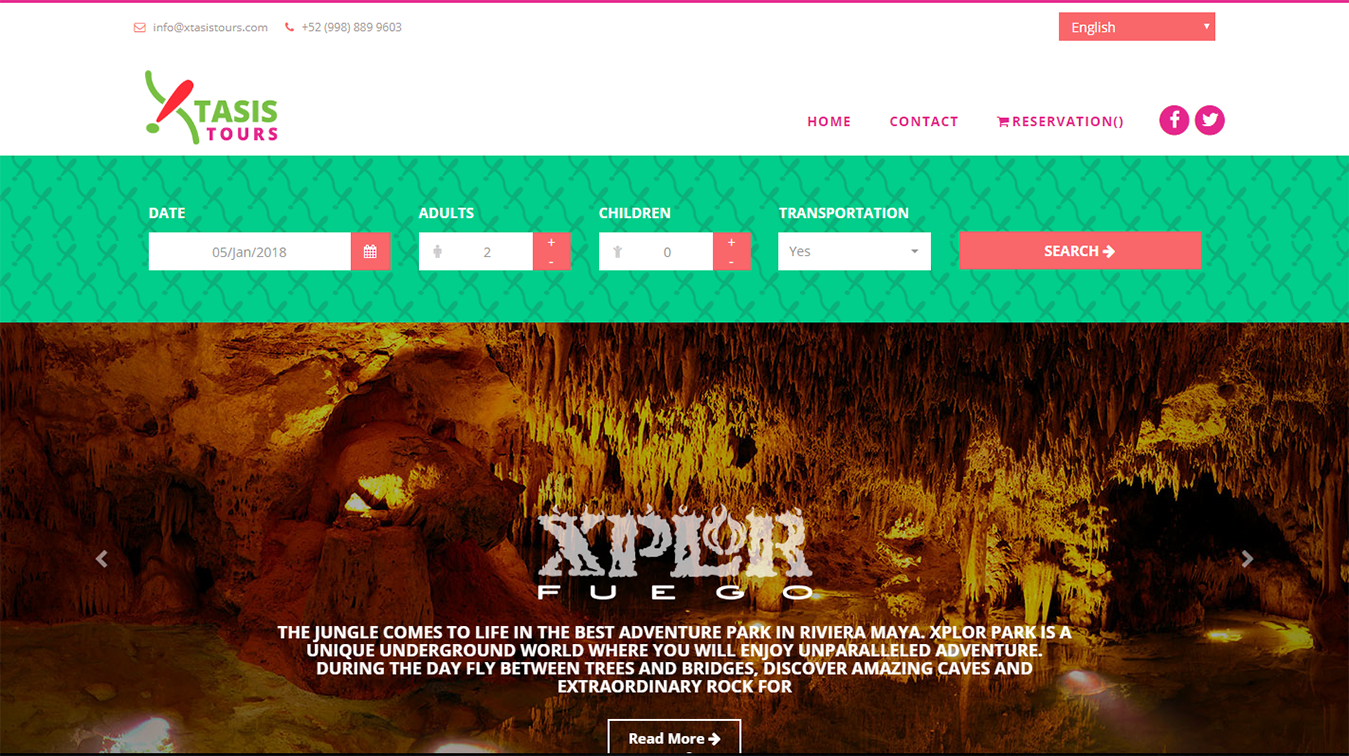 info@xtasistours.com +52 (998) 889 9603
English
XTASIS
TOURS
HOME CONTACT RESERVATION()
DATE ADULTS CHILDREN TRANSPORTATION
05/Jan/2018 2 + - 0 + - Yes SEARCH
XPLOR
FUEGO
THE JUNGLE COMES TO LIFE IN THE BEST ADVENTURE PARK IN RIVIERA MAYA. XPLOR PARK IS A
UNIQUE UNDERGROUND WORLD WHERE YOU WILL ENJOY UNPARALLELED ADVENTURE.
DURING THE DAY FLY BETWEEN TREES AND BRIDGES, DISCOVER AMAZING CAVES AND
EXTRAORDINARY ROCK FOR
Read More